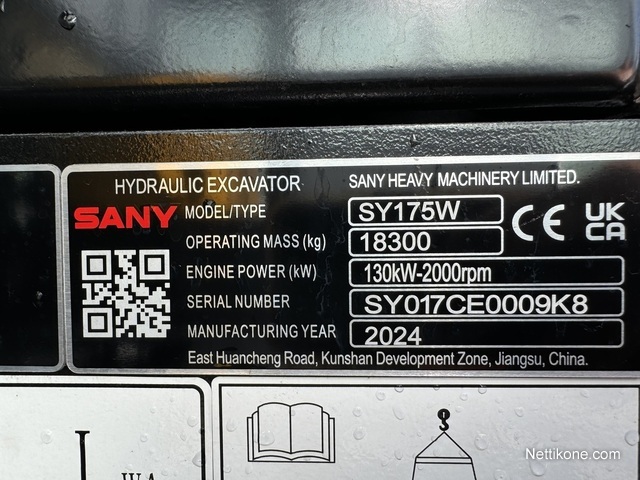 HYDRAULIC EXCAVATOR
SANY HEAVY MACHINERY LIMITED.
SANY
MODEL/TYPE SY175W
CE UK CA
OPERATING MASS (kg) 18300
ENGINE POWER (kW) 130kW-2000rpm
SERIAL NUMBER SY017CE0009K8
MANUFACTURING YEAR 2024
East Huancheng Road, Kunshan Development Zone, Jiangsu, China.
Nettikone.com